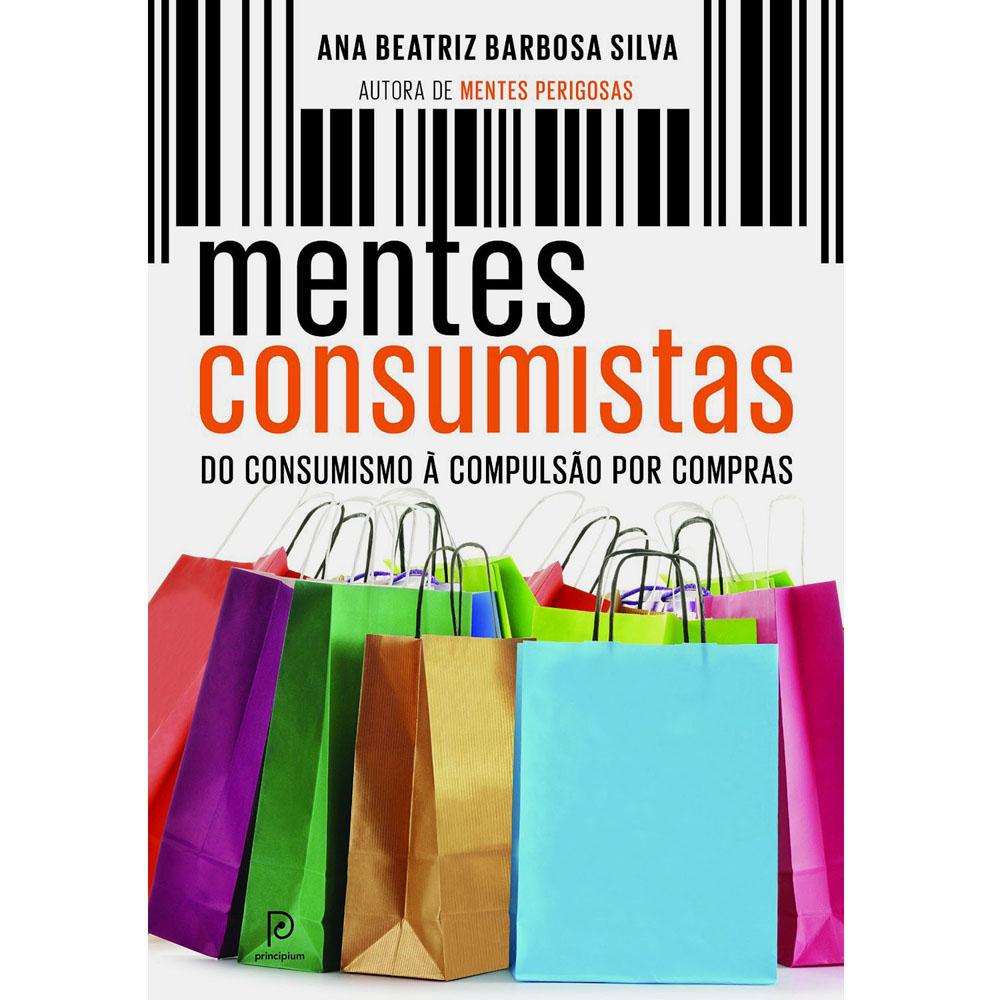 ANA BEATRIZ BARBOSA SILVA
AUTORA DE MENTES PERIGOSAS
mentes
consumistas
DO CONSUMISMO À COMPULSÃO POR COMPRAS
principium